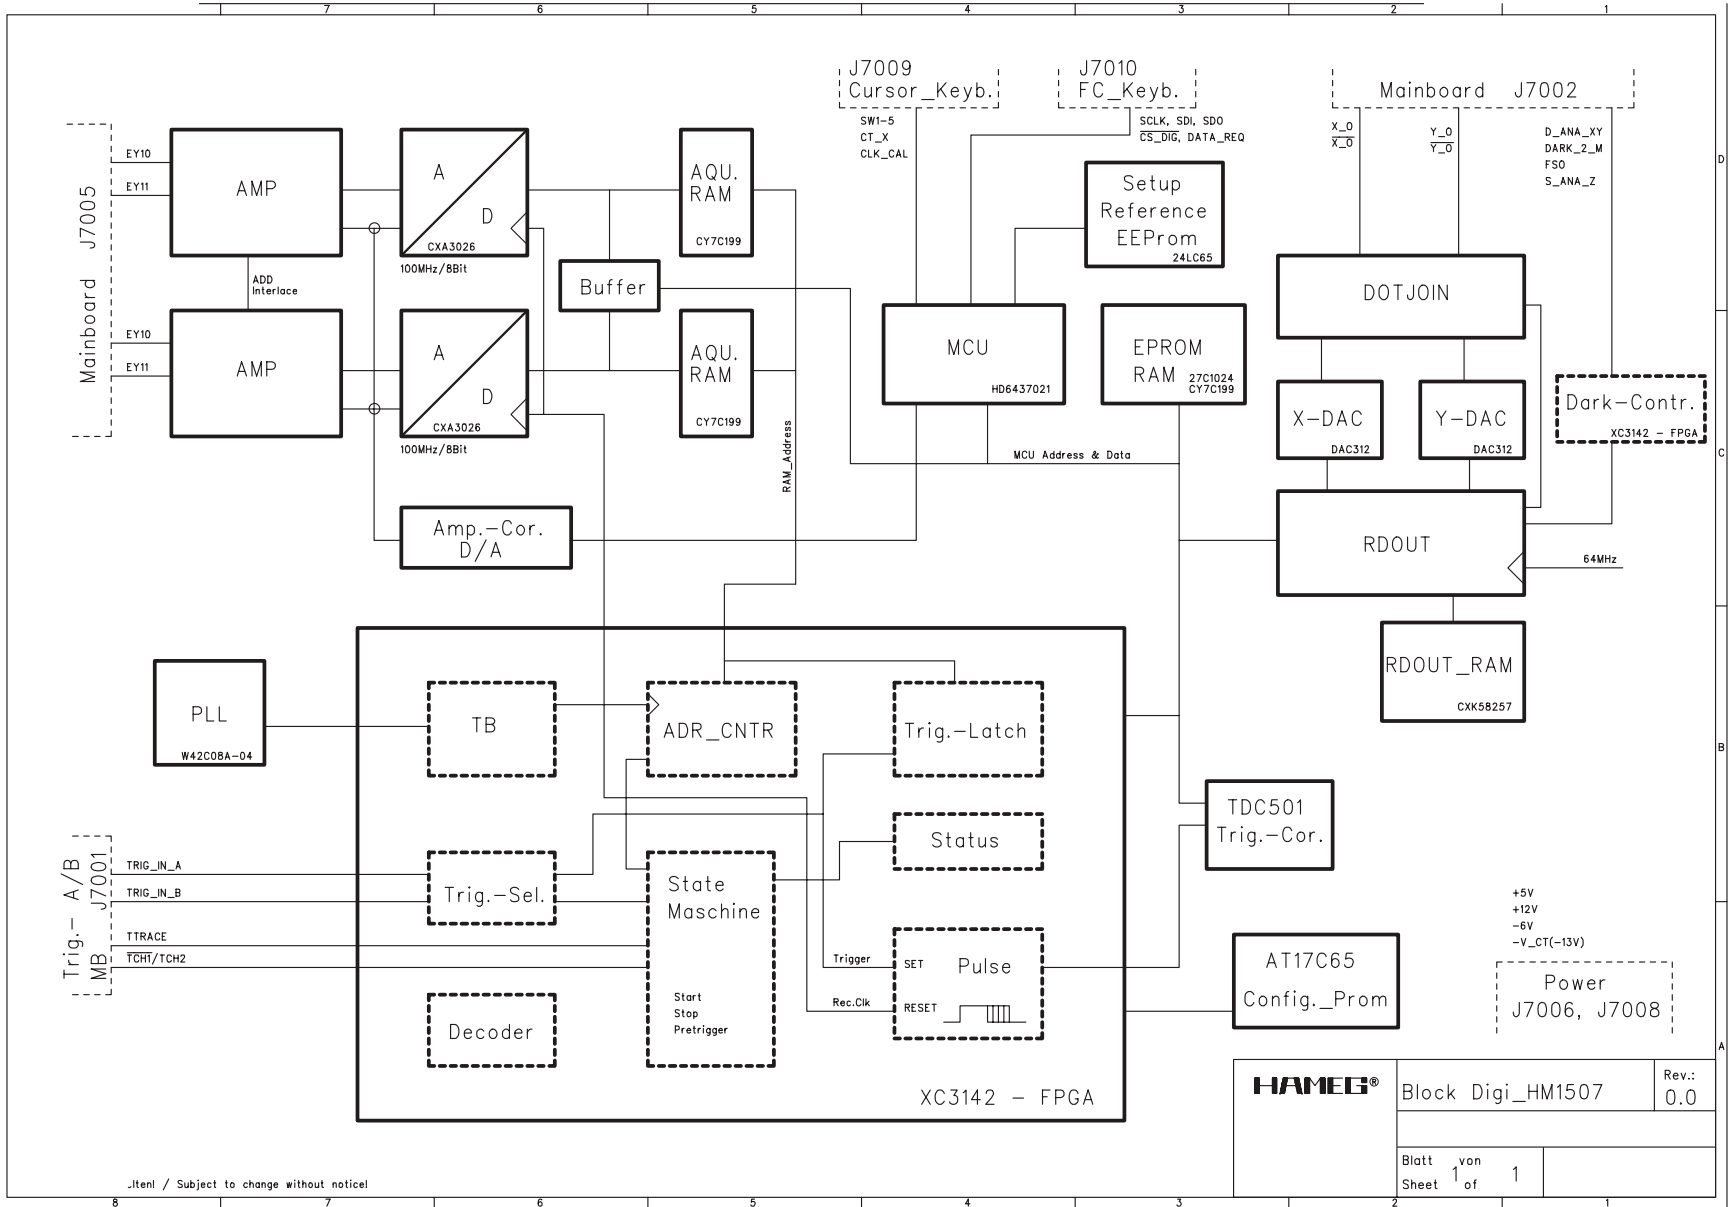 7
6
5
4
3
2
1
J7009
Cursor_Keyb.
J7010
FC_Keyb.
Mainboard J7002
SW1-5
CT_X
CLK_CAL
SCLK, SDI, SDO
CS_DIG, DATA_REQ
X_O
X_O
Y_O
Y_O
D_ANA_XY
DARK_2_M
FSO
S_ANA_Z
D
Mainboard J7005
EY10
EY11
AMP
A
D
CXA3026
100MHz/8Bit
AQU.
RAM
CY7C199
ADD
Interlace
Buffer
Setup
Reference
EEProm
24LC65
DOTJOIN
EY10
EY11
AMP
A
D
CXA3026
100MHz/8Bit
AQU.
RAM
CY7C199
MCU
HD6437021
EPROM
RAM
27C1024
CY7C199
X-DAC
DAC312
Y-DAC
DAC312
Dark-Contr.
XC3142 - FPGA
RAM_Address
MCU Address & Data
C
Amp.-Cor.
D/A
RDOUT
64MHz
RDOUT_RAM
CXK58257
PLL
W42C08A-04
TB
ADR_CNTR
Trig.-Latch
B
TDC501
Trig.-Cor.
Status
Trig.- A/B
MB J7001
TRIG_IN_A
TRIG_IN_B
TTRACE
TCH1/TCH2
Trig.-Sel.
State
Maschine
Start
Stop
Pretrigger
Decoder
Trigger
Rec.Clk
SET
RESET
Pulse
AT17C65
Config._Prom
+5V
+12V
-6V
-V_CT(-13V)
Power
J7006, J7008
A
XC3142 - FPGA
HAMEG®
Block Digi_HM1507
Rev.:
0.0
Blatt 1 von 1
Sheet of
/ Subject to change without notice!
8
7
6
5
4
3
2
1